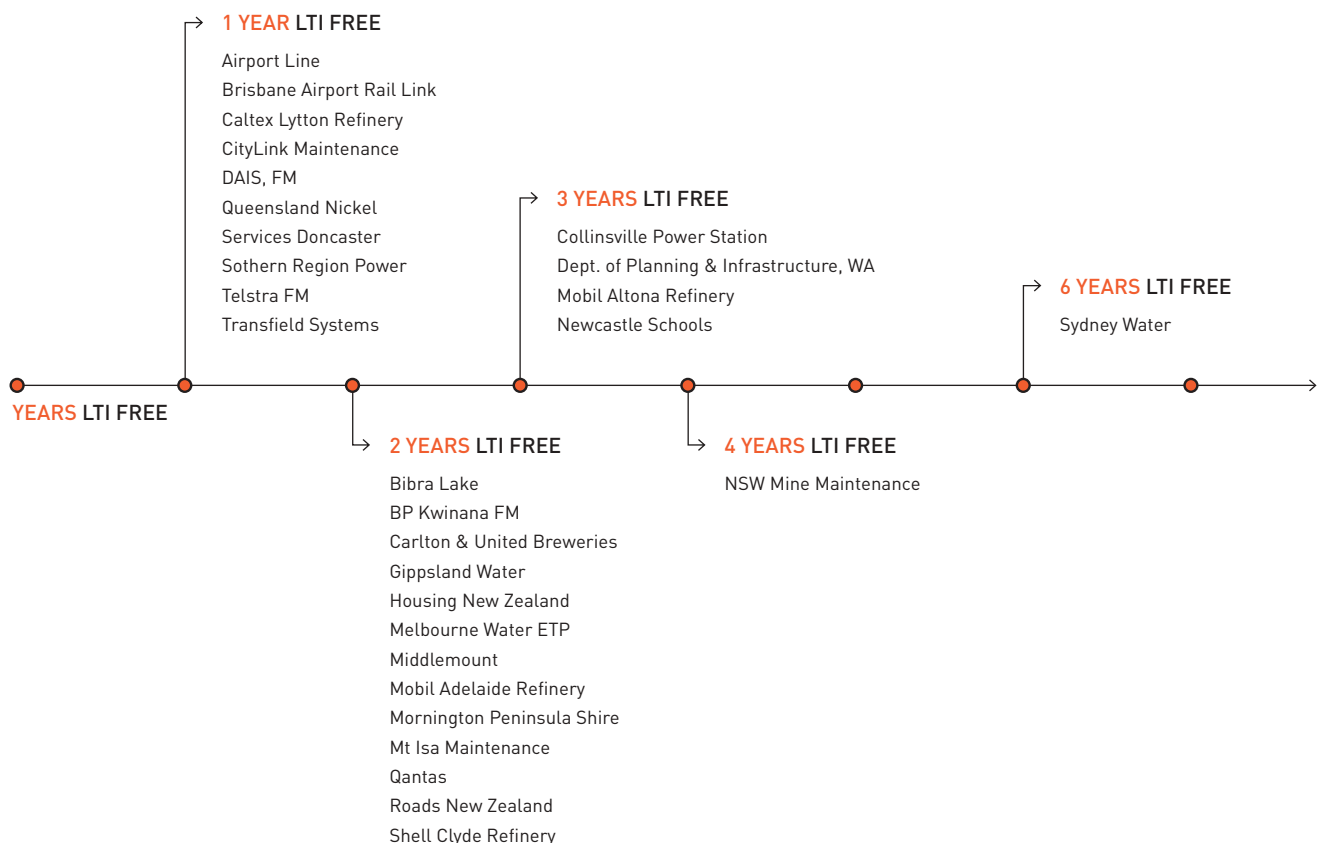 1 YEAR LTI FREE
Airport Line
Brisbane Airport Rail Link
Caltex Lytton Refinery
CityLink Maintenance
DAIS, FM
Queensland Nickel
Services Doncaster
Sothern Region Power
Telstra FM
Transfield Systems
3 YEARS LTI FREE
Collinsville Power Station
Dept. of Planning & Infrastructure, WA
Mobil Altona Refinery
Newcastle Schools
6 YEARS LTI FREE
Sydney Water
YEARS LTI FREE
2 YEARS LTI FREE
Bibra Lake
BP Kwinana FM
Carlton & United Breweries
Gippsland Water
Housing New Zealand
Melbourne Water ETP
Middlemount
Mobil Adelaide Refinery
Mornington Peninsula Shire
Mt Isa Maintenance
Qantas
Roads New Zealand
Shell Clyde Refinery
4 YEARS LTI FREE
NSW Mine Maintenance